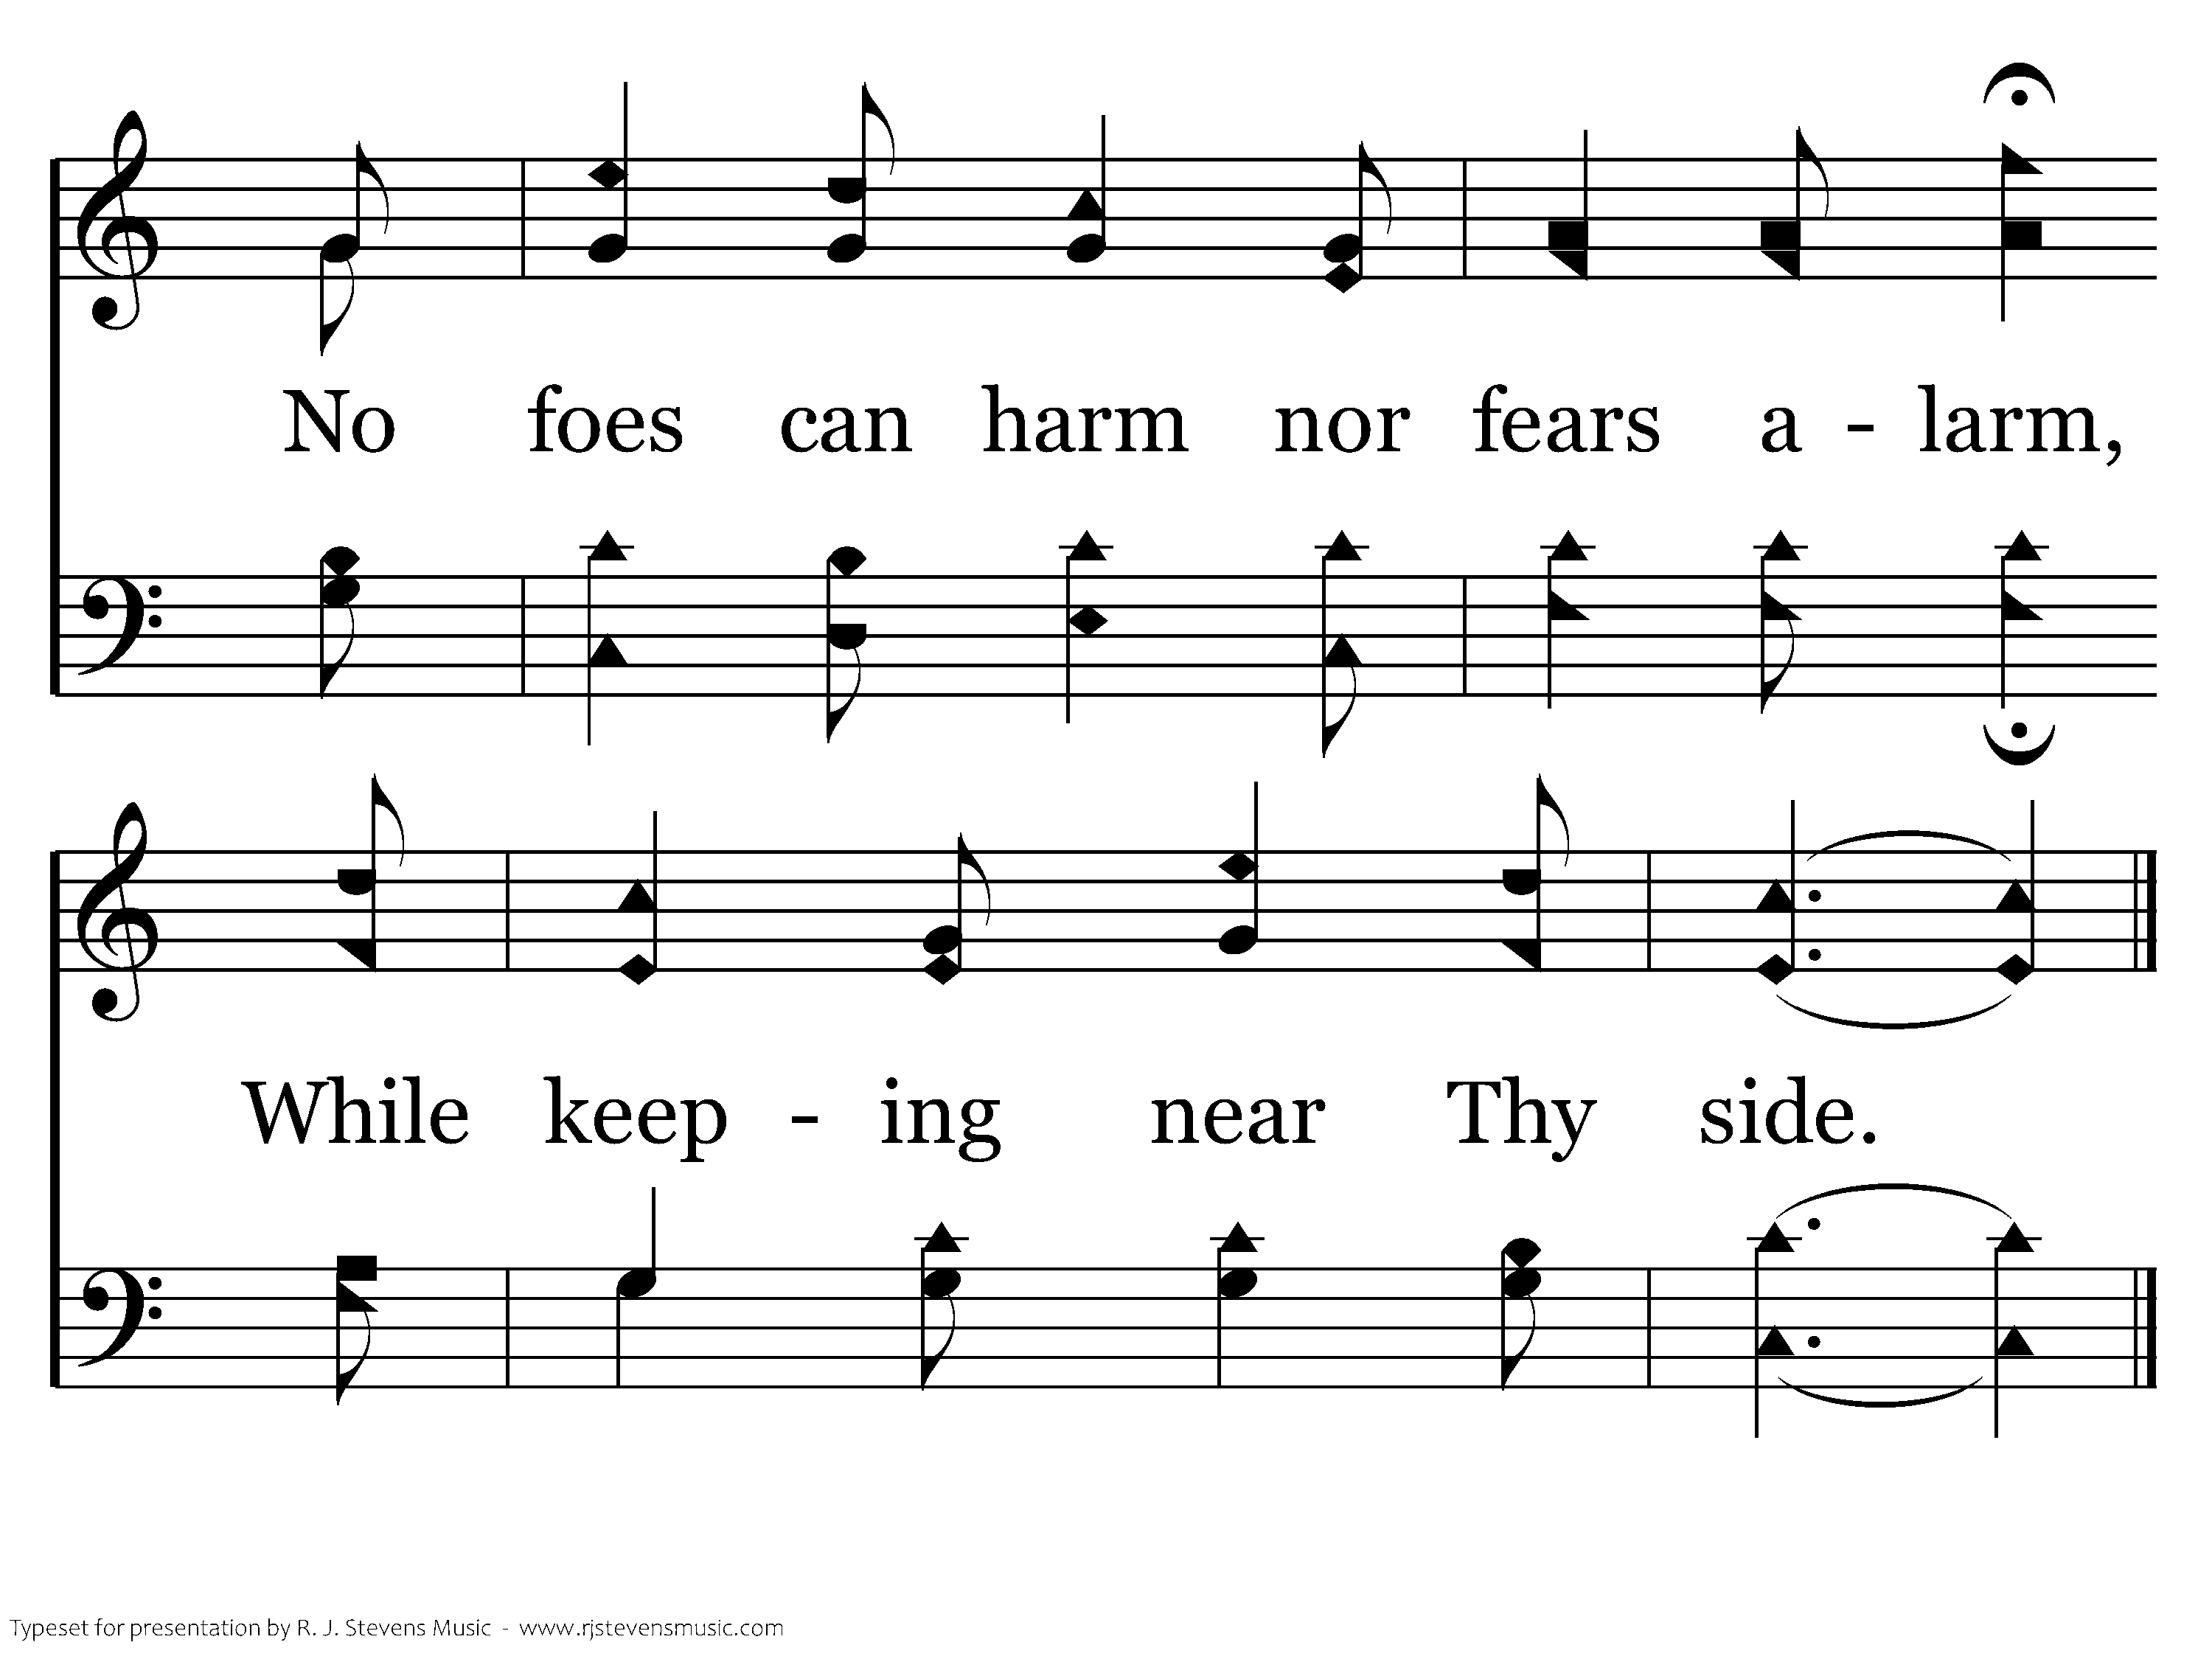 No foes can harm nor fears a - larm,
While keep - ing near Thy side.
Typeset for presentation by R. J. Stevens Music - www.rjstevensmusic.com